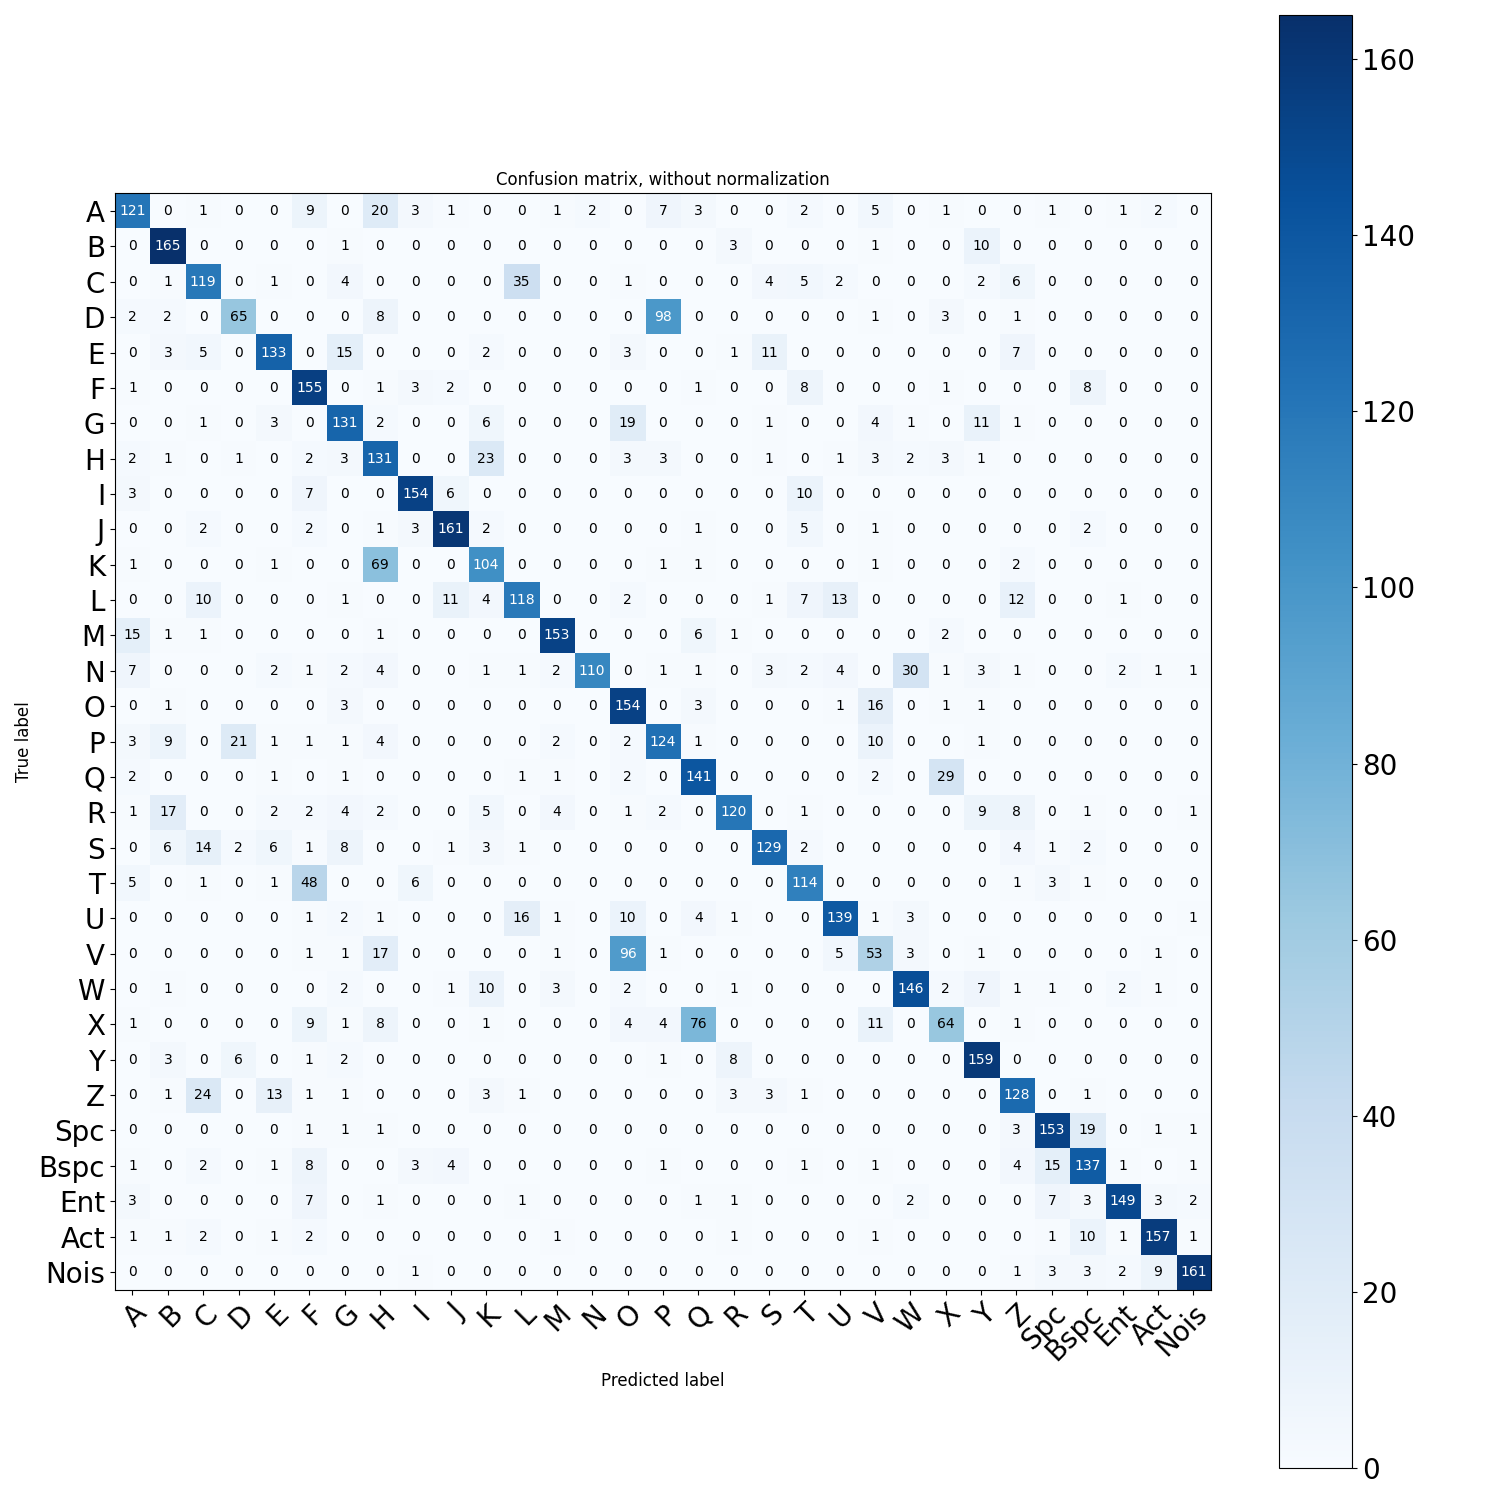 Confusion matrix, without normalization
A 121 0 1 0 0 9 0 20 3 1 0 0 1 2 0 7 3 0 0 2 0 5 0 1 0 0 1 0 1 2 0
B 0 165 0 0 0 0 1 0 0 0 0 0 0 0 0 0 0 3 0 0 0 1 0 0 10 0 0 0 0 0 0
C 0 1 119 0 1 0 4 0 0 0 0 35 0 0 1 0 0 0 4 5 2 0 0 0 2 6 0 0 0 0 0
D 2 2 0 65 0 0 0 8 0 0 0 0 0 0 0 98 0 0 0 0 0 1 0 3 0 1 0 0 0 0 0
E 0 3 5 0 133 0 15 0 0 0 2 0 0 0 3 0 0 1 11 0 0 0 0 0 0 7 0 0 0 0 0
F 1 0 0 0 0 155 0 1 3 2 0 0 0 0 0 0 1 0 0 8 0 0 0 1 0 0 0 8 0 0 0
G 0 0 1 0 3 0 131 2 0 0 6 0 0 0 19 0 0 0 1 0 0 4 1 0 11 1 0 0 0 0 0
H 2 1 0 1 0 2 3 131 0 0 23 0 0 0 3 3 0 0 1 0 1 3 2 3 1 0 0 0 0 0 0
I 3 0 0 0 0 7 0 0 154 6 0 0 0 0 0 0 0 0 0 10 0 0 0 0 0 0 0 0 0 0 0
J 0 0 2 0 0 2 0 1 3 161 2 0 0 0 0 0 1 0 0 5 0 1 0 0 0 0 0 2 0 0 0
K 1 0 0 0 1 0 0 69 0 0 104 0 0 0 0 1 1 0 0 0 0 1 0 0 0 2 0 0 0 0 0
L 0 0 10 0 0 0 1 0 0 11 4 118 0 0 2 0 0 0 1 7 13 0 0 0 0 12 0 0 1 0 0
M 15 1 1 0 0 0 0 1 0 0 0 0 153 0 0 0 6 1 0 0 0 0 0 2 0 0 0 0 0 0 0
N 7 0 0 0 2 1 2 4 0 0 1 1 2 110 0 1 1 0 3 2 4 0 30 1 3 1 0 0 2 1 1
O 0 1 0 0 0 0 3 0 0 0 0 0 0 0 154 0 3 0 0 0 1 16 0 1 1 0 0 0 0 0 0
P 3 9 0 21 1 1 1 4 0 0 0 0 2 0 2 124 1 0 0 0 0 10 0 0 1 0 0 0 0 0 0
Q 2 0 0 0 1 0 1 0 0 0 0 1 1 0 2 0 141 0 0 0 0 2 0 29 0 0 0 0 0 0 0
R 1 17 0 0 2 2 4 2 0 0 5 0 4 0 1 2 0 120 0 1 0 0 0 0 9 8 0 1 0 0 1
S 0 6 14 2 6 1 8 0 0 1 3 1 0 0 0 0 0 0 129 2 0 0 0 0 0 4 1 2 0 0 0
T 5 0 1 0 1 48 0 0 6 0 0 0 0 0 0 0 0 0 0 114 0 0 0 0 0 1 3 1 0 0 0
U 0 0 0 0 0 1 2 1 0 0 0 16 1 0 10 0 4 1 0 0 139 1 3 0 0 0 0 0 0 0 1
V 0 0 0 0 0 1 1 17 0 0 0 0 1 0 96 1 0 0 0 0 5 53 3 0 1 0 0 0 0 1 0
W 0 1 0 0 0 0 2 0 0 1 10 0 3 0 2 0 0 1 0 0 0 0 146 2 7 1 1 0 2 1 0
X 1 0 0 0 0 9 1 8 0 0 1 0 0 0 4 4 76 0 0 0 0 11 0 64 0 1 0 0 0 0 0
Y 0 3 0 6 0 1 2 0 0 0 0 0 0 0 0 1 0 8 0 0 0 0 0 0 159 0 0 0 0 0 0
Z 0 1 24 0 13 1 1 0 0 0 3 1 0 0 0 0 0 3 3 1 0 0 0 0 0 128 0 1 0 0 0
Spc 0 0 0 0 0 1 1 1 0 0 0 0 0 0 0 0 0 0 0 0 0 0 0 0 0 3 153 19 0 1 1
Bspc 1 0 2 0 1 8 0 0 3 4 0 0 0 0 0 1 0 0 0 1 0 1 0 0 0 4 15 137 1 0 1
Ent 3 0 0 0 0 7 0 1 0 0 0 1 0 0 0 0 1 1 0 0 0 0 2 0 0 0 7 3 149 3 2
Act 1 1 2 0 1 2 0 0 0 0 0 0 1 0 0 0 0 1 0 0 0 1 0 0 0 0 1 10 1 157 1
Nois 0 0 0 0 0 0 0 0 1 0 0 0 0 0 0 0 0 0 0 0 0 0 0 0 0 1 3 3 2 9 161
A B C D E F G H I J K L M N O P Q R S T U V W X Y Z Spc Bspc Ent Act Nois
Predicted label
True label
160
140
120
100
80
60
40
20
0